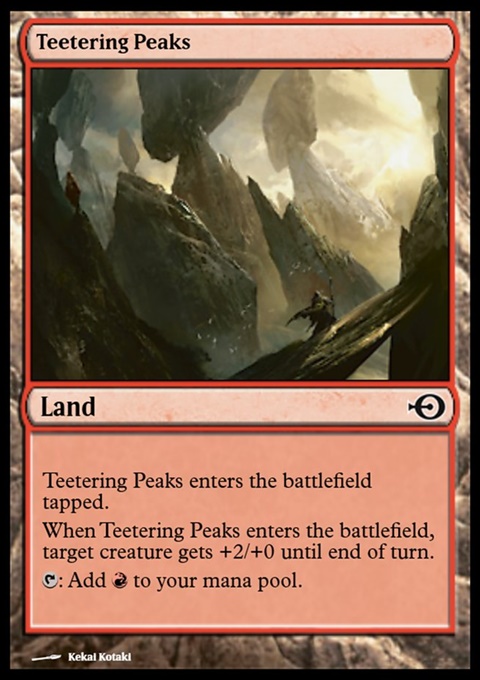 Teetering Peaks
Land
Teetering Peaks enters the battlefield
tapped.
When Teetering Peaks enters the battlefield,
target creature gets +2/+0 until end of turn.
: Add to your mana pool.
Kekai Kotaki